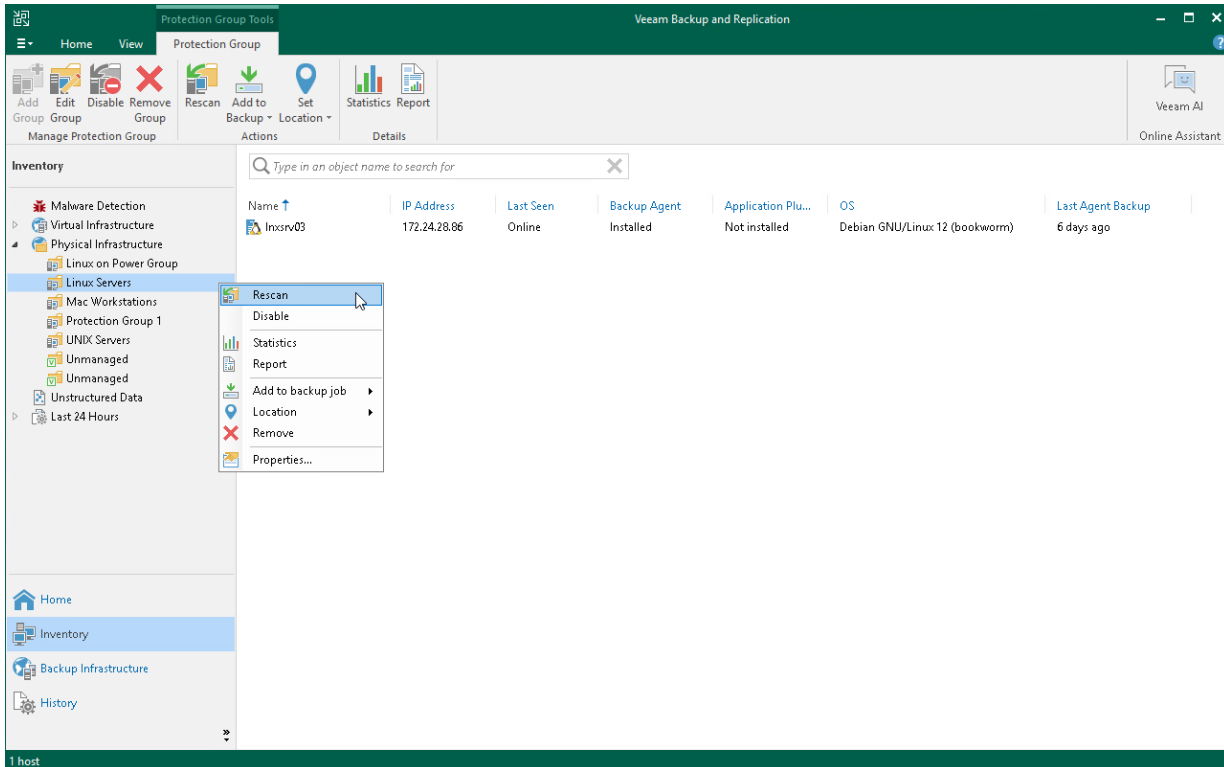 Protection Group Tools
Veeam Backup and Replication
Home View Protection Group
Add Group
Edit Group
Disable
Remove Group
Rescan
Add to Backup
Set Location
Statistics
Report
Veeam AI
Manage Protection Group
Actions
Details
Online Assistant
Inventory
Type in an object name to search for
Malware Detection
Virtual Infrastructure
Physical Infrastructure
Linux on Power Group
Linux Servers
Mac Workstations
Protection Group 1
UNIX Servers
Unmanaged
Unmanaged
Unstructured Data
Last 24 Hours
Name IP Address Last Seen Backup Agent Application Plu... OS Last Agent Backup
lnxsrv03 172.24.28.86 Online Installed Not installed Debian GNU/Linux 12 (bookworm) 6 days ago
Rescan
Disable
Statistics
Report
Add to backup job
Location
Remove
Properties...
Home
Inventory
Backup Infrastructure
History
1 host